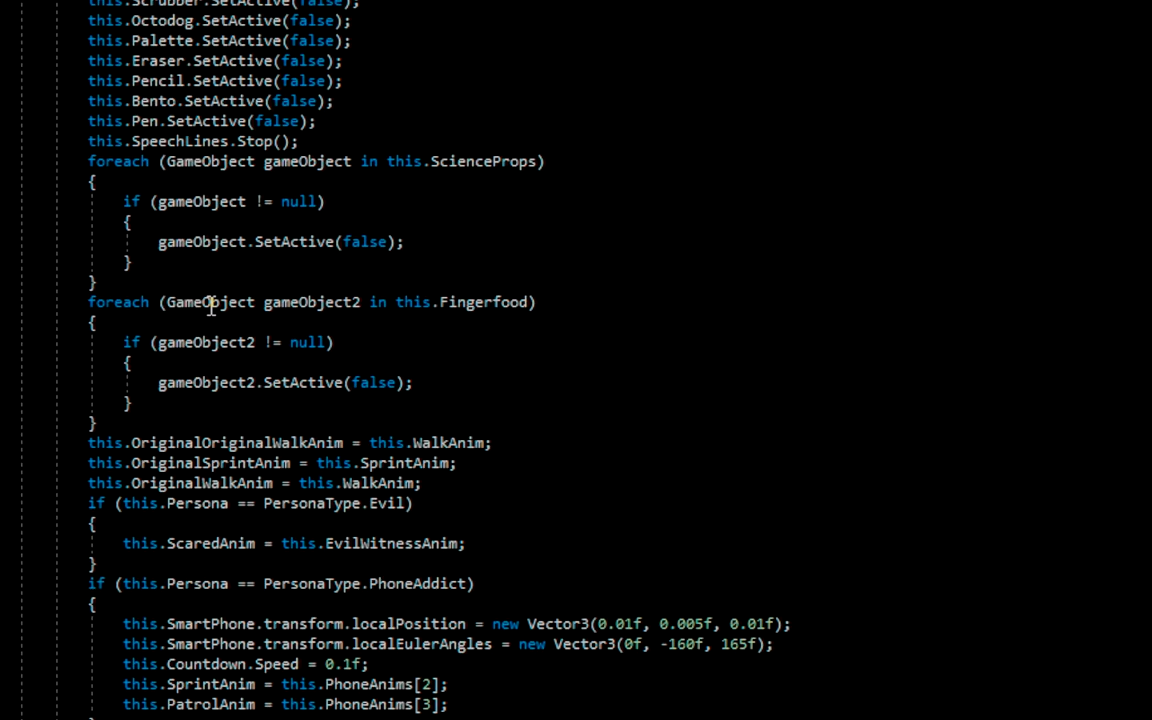 this.Scrubber.SetActive(false);
this.Octodog.SetActive(false);
this.Palette.SetActive(false);
this.Eraser.SetActive(false);
this.Pencil.SetActive(false);
this.Bento.SetActive(false);
this.Pen.SetActive(false);
this.SpeechLines.Stop();
foreach (GameObject gameObject in this.ScienceProps)
{
if (gameObject != null)
{
gameObject.SetActive(false);
}
}
foreach (GameObject gameObject2 in this.Fingerfood)
{
if (gameObject2 != null)
{
gameObject2.SetActive(false);
}
}
this.OriginalOriginalWalkAnim = this.WalkAnim;
this.OriginalSprintAnim = this.SprintAnim;
this.OriginalWalkAnim = this.WalkAnim;
if (this.Persona == PersonaType.Evil)
{
this.ScaredAnim = this.EvilWitnessAnim;
}
if (this.Persona == PersonaType.PhoneAddict)
{
this.SmartPhone.transform.localPosition = new Vector3(0.01f, 0.005f, 0.01f);
this.SmartPhone.transform.localEulerAngles = new Vector3(0f, -160f, 165f);
this.Countdown.Speed = 0.1f;
this.SprintAnim = this.PhoneAnims[2];
this.PatrolAnim = this.PhoneAnims[3];